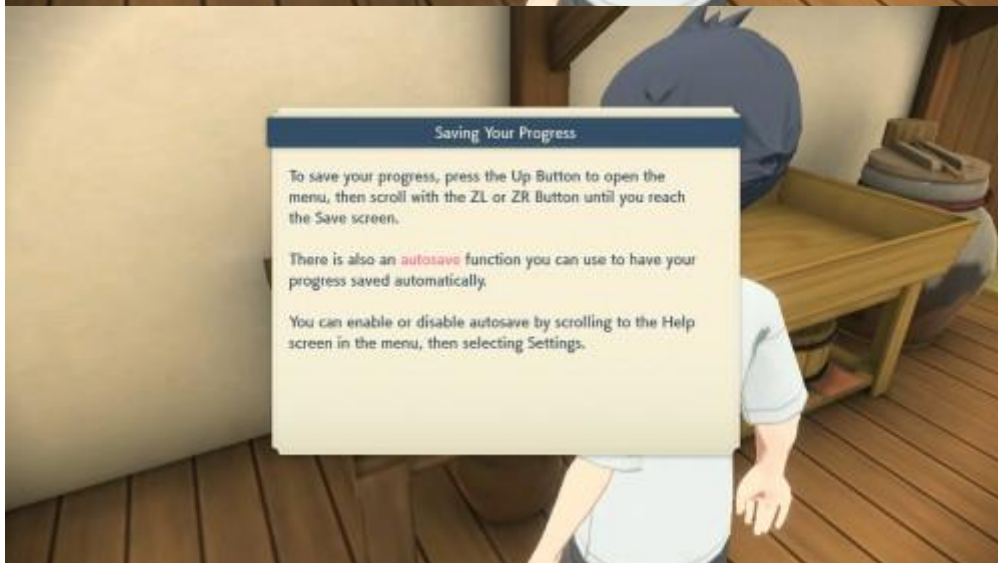 Saving Your Progress
To save your progress, press the Up Button to open the
menu, then scroll with the ZL or ZR Button until you reach
the Save screen.
There is also an autosave function you can use to have your
progress saved automatically.
You can enable or disable autosave by scrolling to the Help
screen in the menu, then selecting Settings.